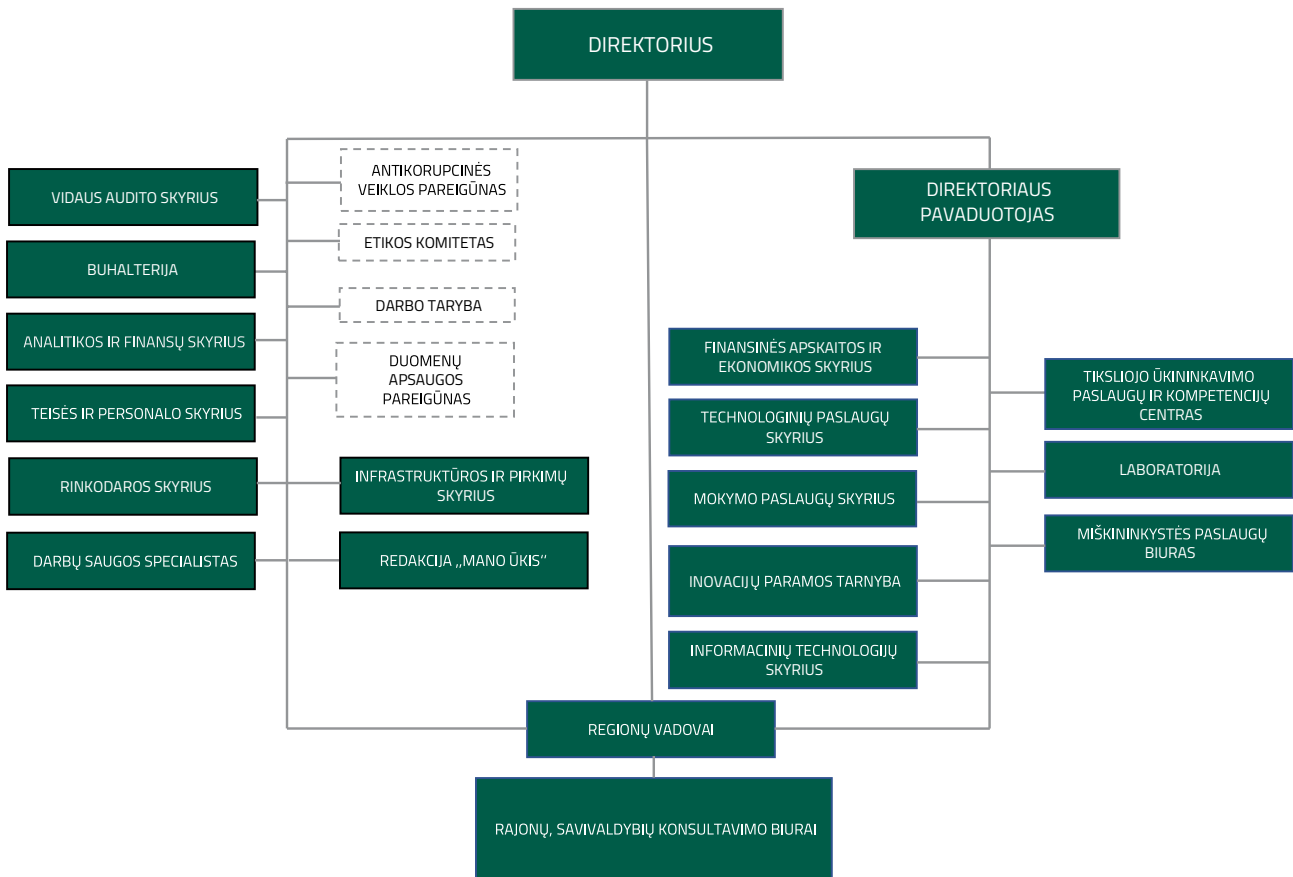 DIREKTORIUS
VIDAUS AUDITO SKYRIUS
BUHALTERIJA
ANALITIKOS IR FINANSŲ SKYRIUS
TEISĖS IR PERSONALO SKYRIUS
RINKODAROS SKYRIUS
DARBŲ SAUGOS SPECIALISTAS
ANTIKORUPCINĖS
VEIKLOS PAREIGŪNAS
ETIKOS KOMITETAS
DARBO TARYBA
DUOMENŲ
APSAUGOS
PAREIGŪNAS
INFRASTRUKTŪROS IR PIRKIMŲ
SKYRIUS
REDAKCIJA ,,MANO ŪKIS‘‘
DIREKTORIAUS
PAVADUOTOJAS
FINANSINĖS APSKAITOS IR
EKONOMIKOS SKYRIUS
TECHNOLOGINIŲ PASLAUGŲ
SKYRIUS
MOKYMO PASLAUGŲ SKYRIUS
INOVACIJŲ PARAMOS TARNYBA
INFORMACINIŲ TECHNOLOGIJŲ
SKYRIUS
TIKSLIOJO ŪKININKAVIMO
PASLAUGŲ IR KOMPETENCIJŲ
CENTRAS
LABORATORIJA
MIŠKININKYSTĖS PASLAUGŲ
BIURAS
REGIONŲ VADOVAI
RAJONŲ, SAVIVALDYBIŲ KONSULTAVIMO BIURAI